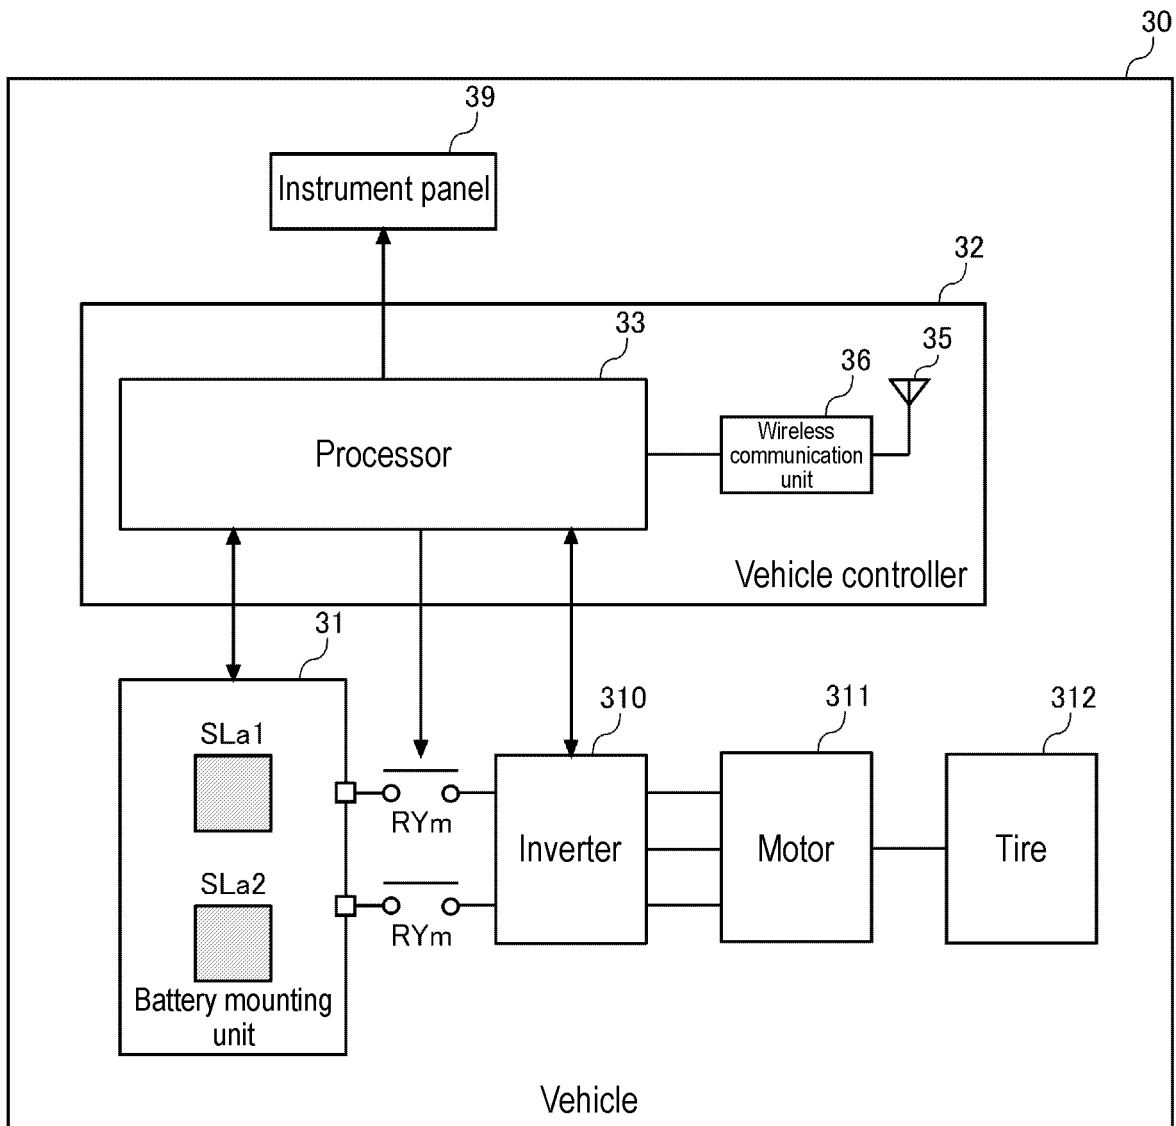 30
39
Instrument panel
32
33
36
35
Processor
Wireless
communication
unit
Vehicle controller
31
310
311
312
SLa1
RYm
Inverter
Motor
Tire
SLa2
RYm
Battery mounting
unit
Vehicle